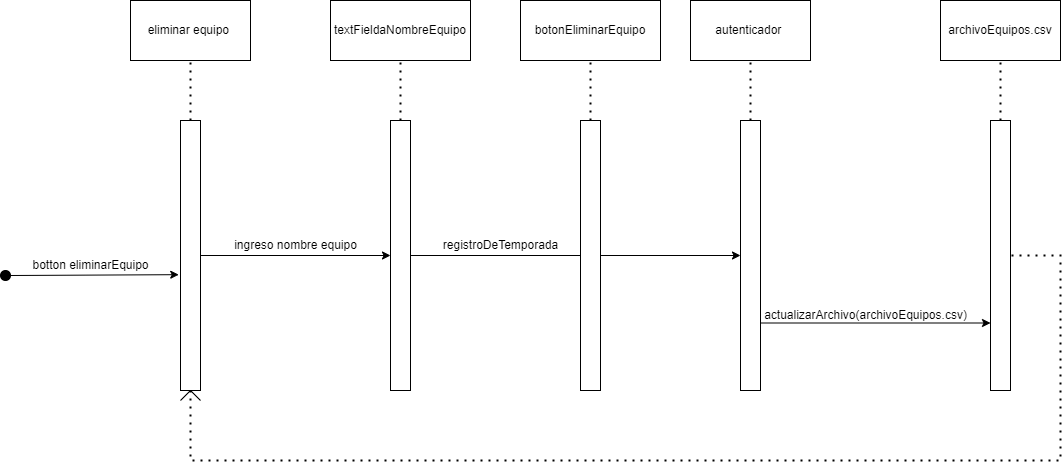 eliminar equipo
textFieldaNombreEquipo
botonEliminarEquipo
autenticador
archivoEquipos.csv
ingreso nombre equipo
registroDeTemporada
botton eliminarEquipo
actualizarArchivo(archivoEquipos.csv)